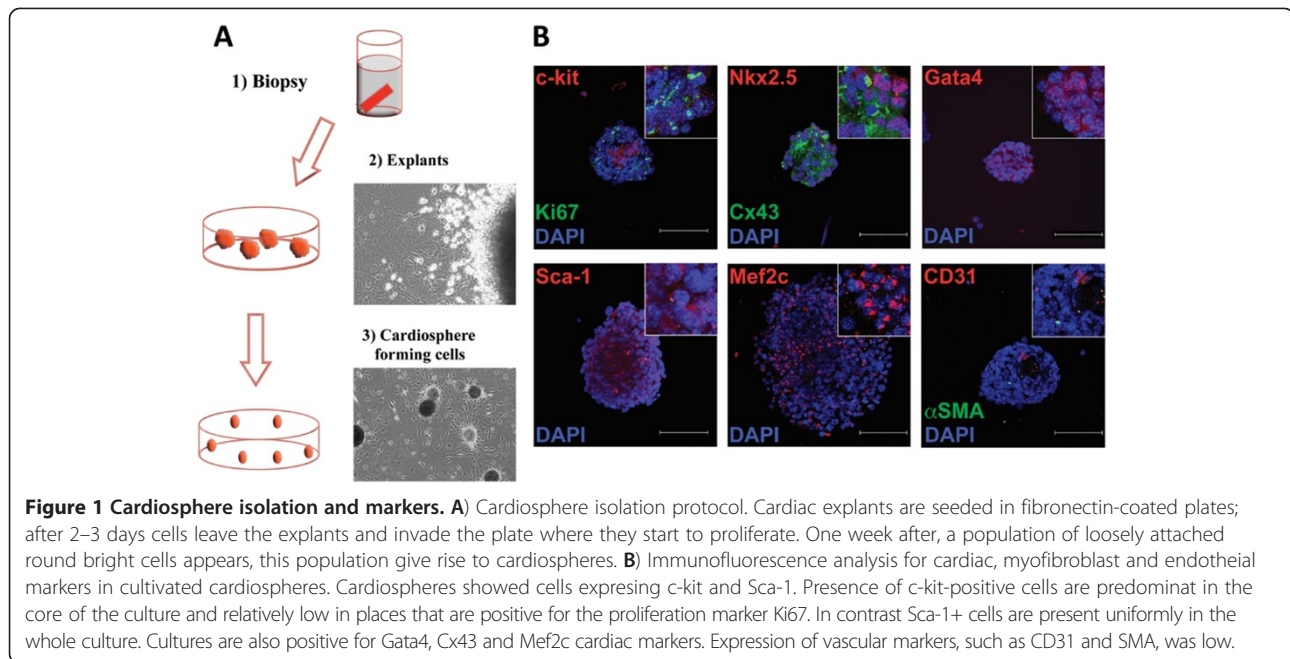 A
1) Biopsy
2) Explants
3) Cardiosphere
forming cells
B
c-kit
Ki67
DAPI
Nkx2.5
Cx43
DAPI
Gata4
DAPI
Sca-1
DAPI
Mef2c
DAPI
CD31
αSMA
DAPI
Figure 1 Cardiosphere isolation and markers. A) Cardiosphere isolation protocol. Cardiac explants are seeded in fibronectin-coated plates;
after 2–3 days cells leave the explants and invade the plate where they start to proliferate. One week after, a population of loosely attached
round bright cells appears, this population give rise to cardiospheres. B) Immunofluorescence analysis for cardiac, myofibroblast and endotheial
markers in cultivated cardiospheres. Cardiospheres showed cells expresing c-kit and Sca-1. Presence of c-kit-positive cells are predominat in the
core of the culture and relatively low in places that are positive for the proliferation marker Ki67. In contrast Sca-1+ cells are present uniformly in the
whole culture. Cultures are also positive for Gata4, Cx43 and Mef2c cardiac markers. Expression of vascular markers, such as CD31 and SMA, was low.